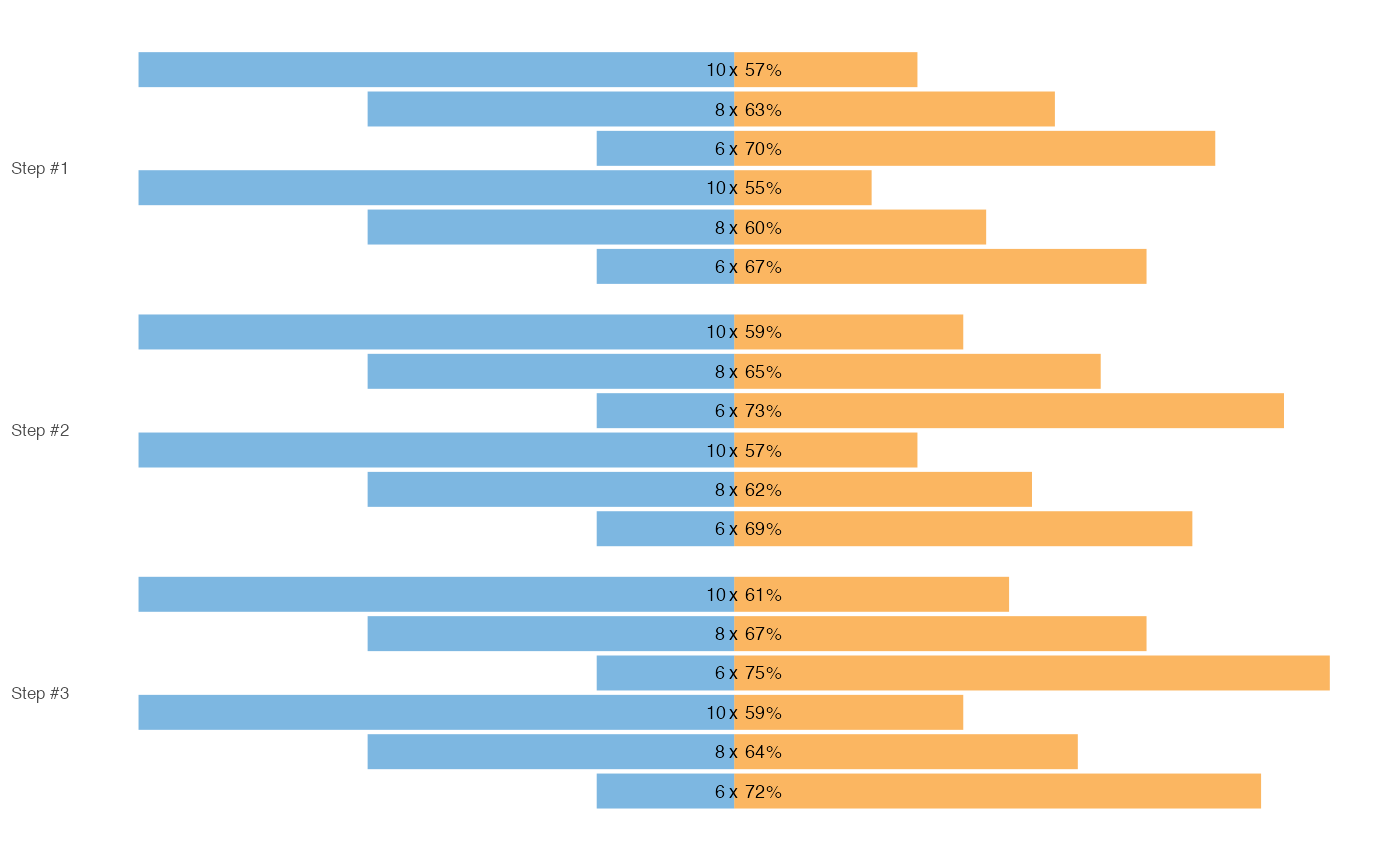 10 x 57%
8 x 63%
6 x 70%
Step #1
10 x 55%
8 x 60%
6 x 67%
10 x 59%
8 x 65%
6 x 73%
Step #2
10 x 57%
8 x 62%
6 x 69%
10 x 61%
8 x 67%
6 x 75%
Step #3
10 x 59%
8 x 64%
6 x 72%